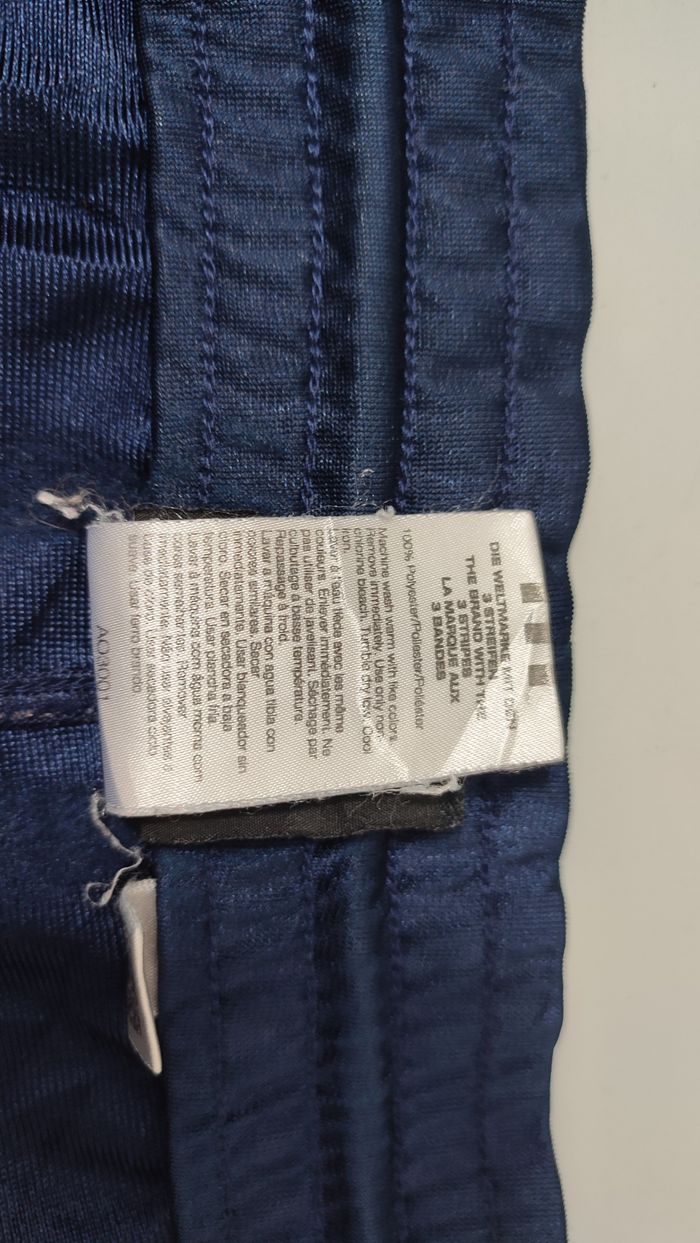 DIE WELTMARKE MIT DEN
3 STREIFEN
THE BRAND WITH THE
3 STRIPES
LA MARQUE AUX
3 BANDES
100% Polyester/Poliéster
Machine wash warm with like colors.
Remove immediately. Use only non-
chlorine bleach. Tumble dry low. Cool
iron.
Laver à l'eau tiède avec les même
couleurs. Enlever immédiatement. Ne
pas utiliser de javelisant. Séchage par
culbutage à basse température.
Repassage à froid.
Lavar a máquina con agua tibia con
colores similares. Secar
inmediatamente. Usar blanqueador sin
cloro. Secar en secadora a baja
temperatura. Usar plancha fria.
Lavar à máquina com água morna com
cores semelhantes. Remover
imediatamente. Não usar alvejantes à
base de cloro. Usar secadora ciclo
suave. Usar ferro brando